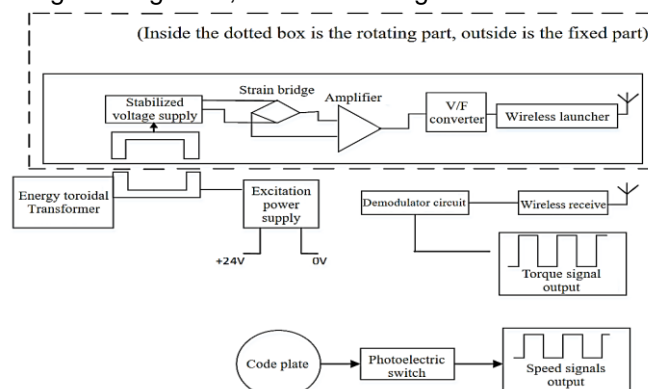 (Inside the dotted box is the rotating part, outside is the fixed part)
Strain bridge
Amplifier
Stabilized
voltage supply
V/F
converter
Wireless launcher
Energy toroidal
Transformer
Excitation
power
supply
+24V
0V
Demodulator circuit
Wireless receive
Torque signal
output
Code plate
Photoelectric
switch
Speed signals
output